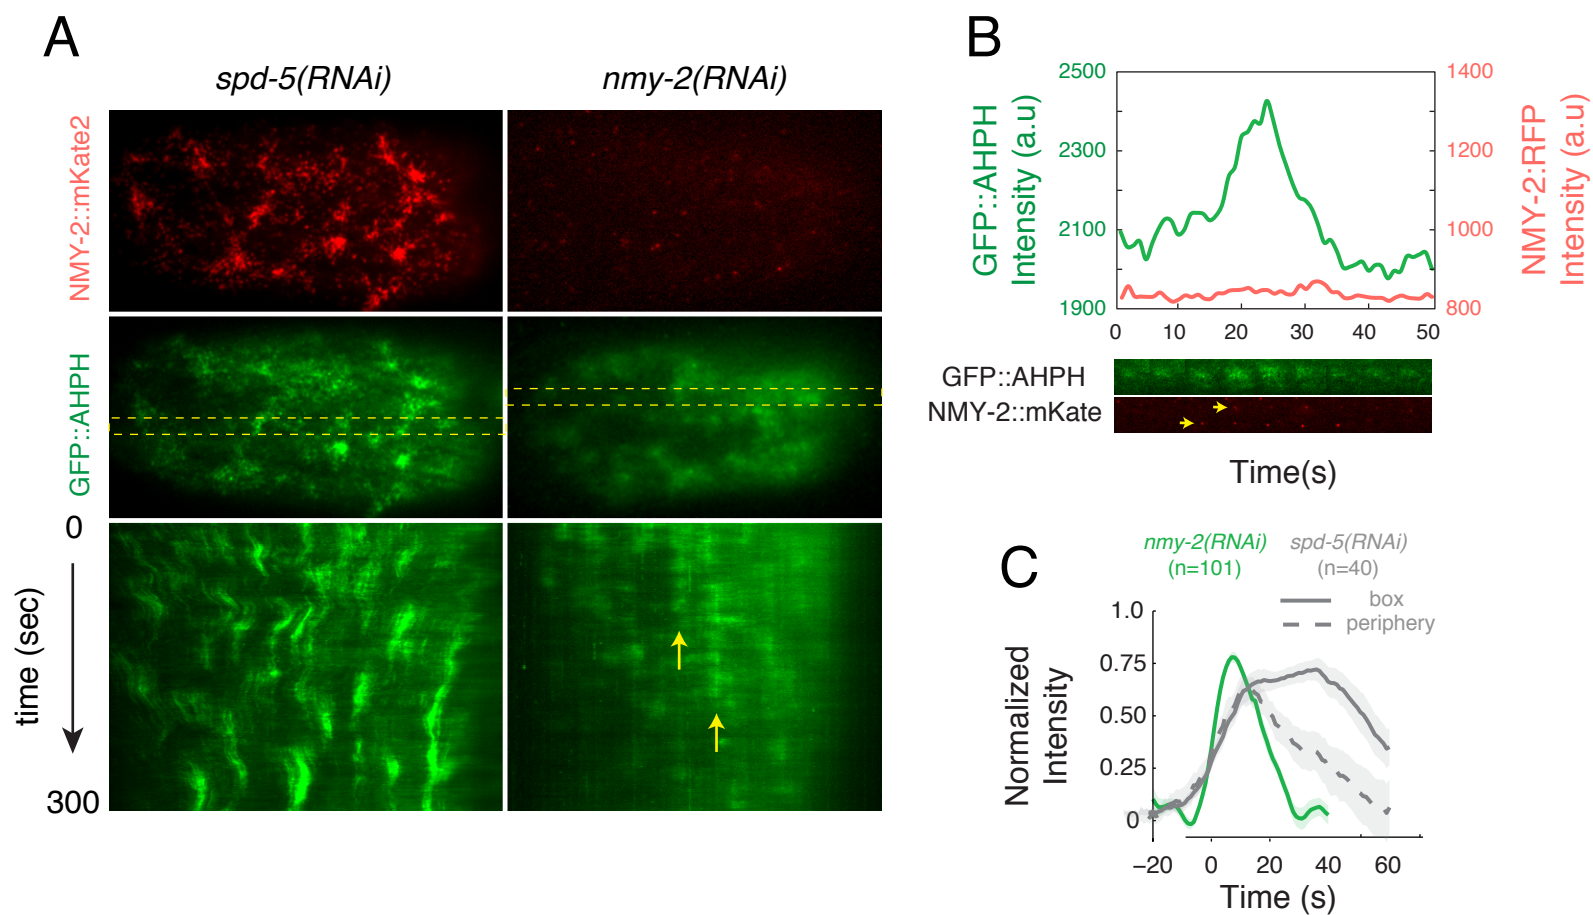 A
spd-5(RNAi)
nmy-2(RNAi)
NMY-2::mKate2
GFP::AHPH
0
time (sec)
300
B
GFP::AHPH
Intensity (a.u)
2500
2300
2100
1900
1400
1200
1000
800
NMY-2:RFP
Intensity (a.u)
0 10 20 30 40 50
GFP::AHPH
NMY-2::mKate
Time(s)
C
nmy-2(RNAi) spd-5(RNAi)
(n=101) (n=40)
box
periphery
Normalized
Intensity
1.0
0.75
0.50
0.25
0
−20 0 20 40 60
Time (s)